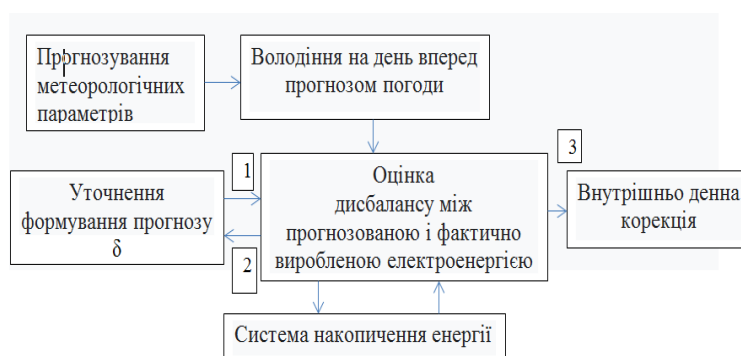 Прогнозування
метеорологічних
параметрів
Володіння на день вперед
прогнозом погоди
3
1
Оцінка
дисбалансу між
прогнозованою і фактично
виробленою електроенергією
Уточнення
формування прогнозу
δ
Внутрішньо денна
корекція
2
Система накопичення енергії